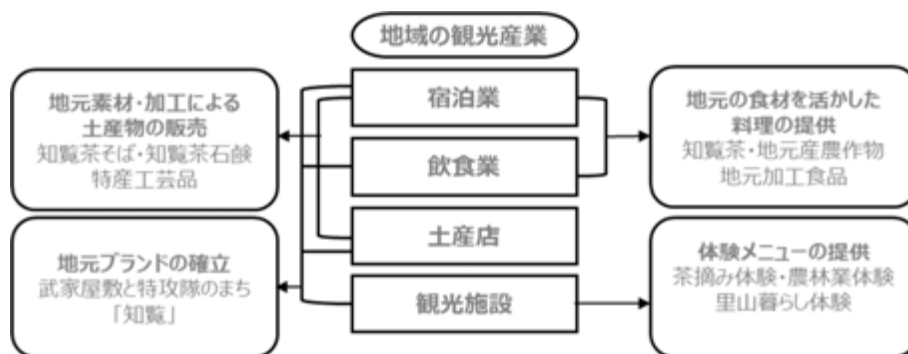 地域の観光産業
地元素材・加工による
土産物の販売
知覧茶そば・知覧茶石鹸
特産工芸品
地元ブランドの確立
武家屋敷と特攻隊のまち
「知覧」
宿泊業
飲食業
土産店
観光施設
地元の食材を活かした
料理の提供
知覧茶・地元産農作物
地元加工食品
体験メニューの提供
茶摘み体験・農林業体験
里山暮らし体験